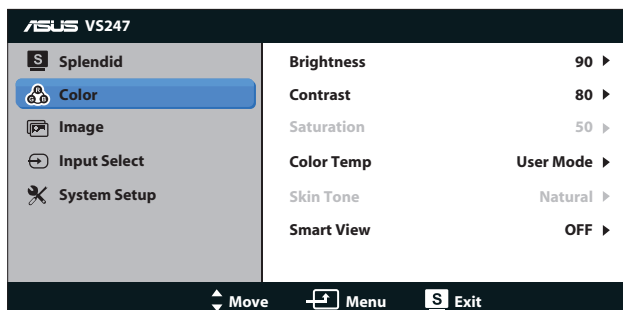 ASUS VS247
S Splendid
Color
Image
Input Select
System Setup
Brightness 90
Contrast 80
Saturation 50
Color Temp User Mode
Skin Tone Natural
Smart View OFF
Move Menu S Exit